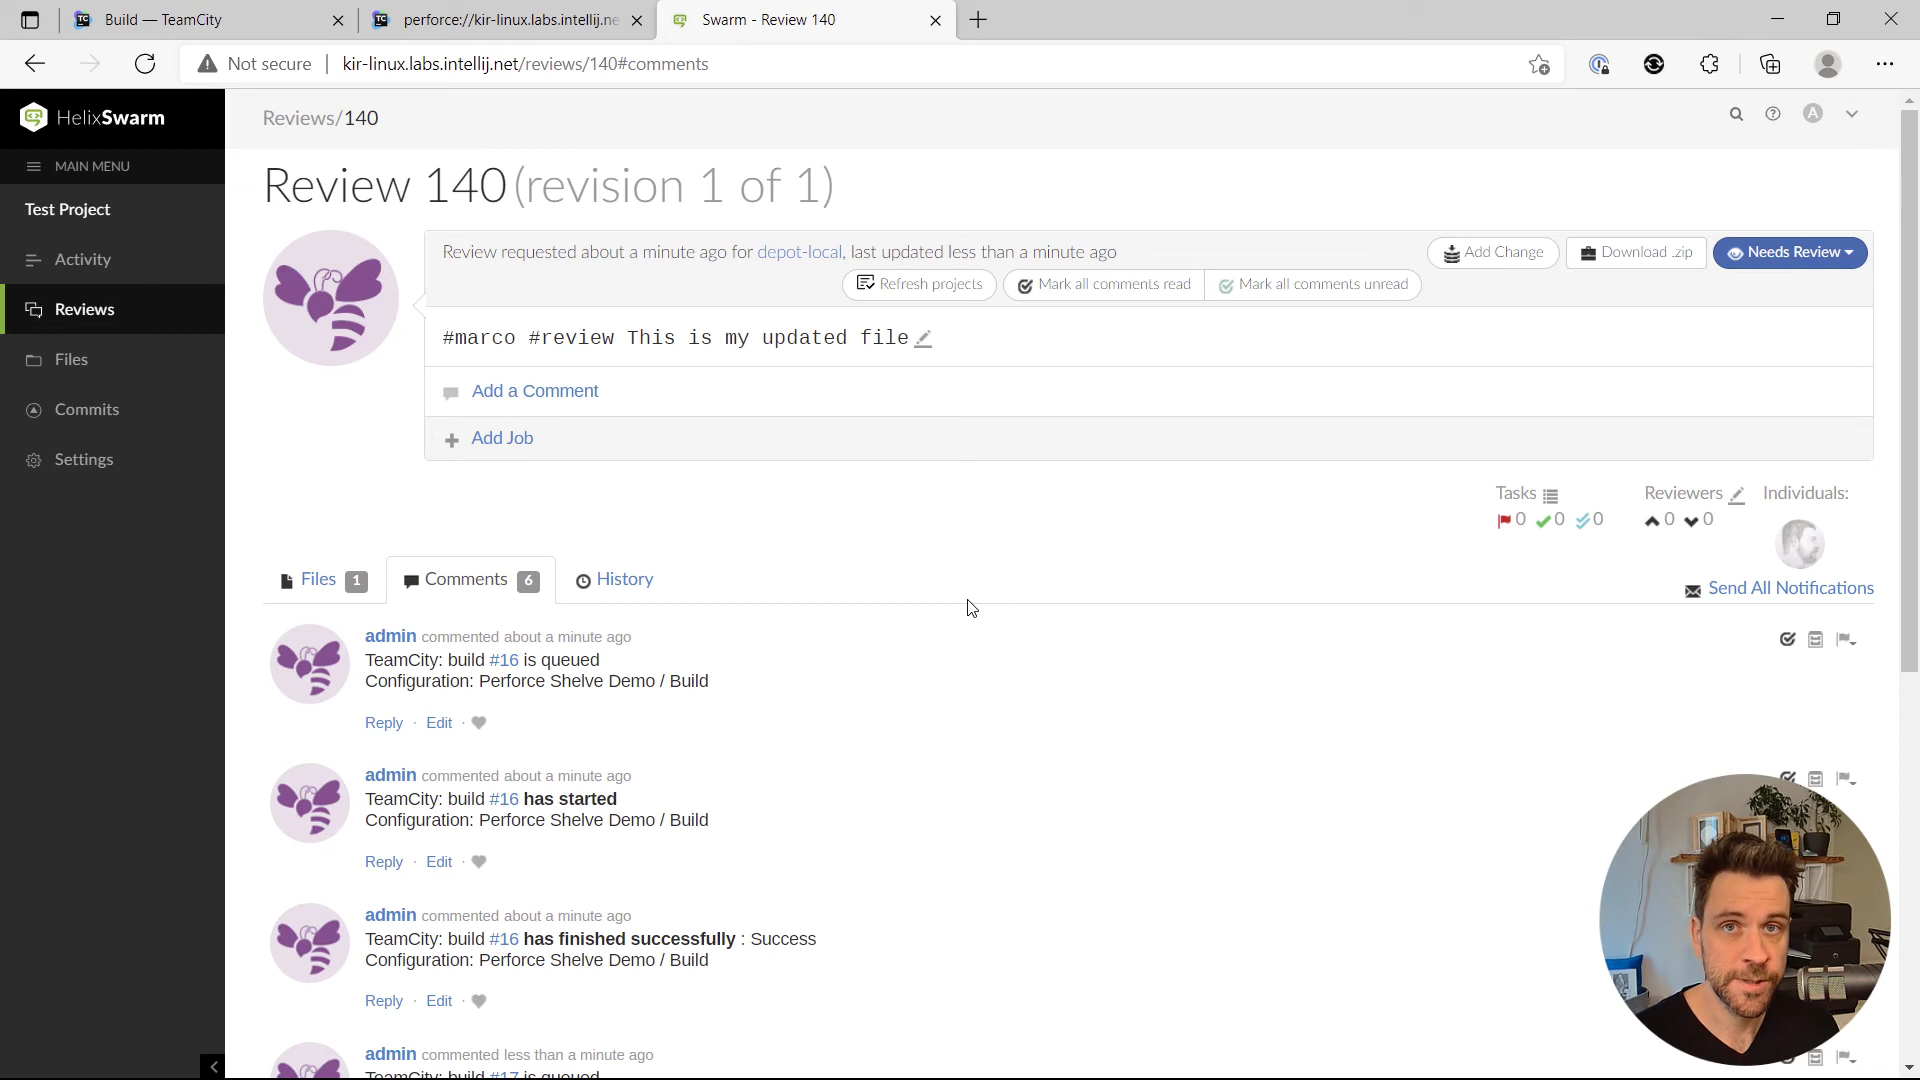 Build — TeamCity
perforce://kir-linux.labs.intellij.ne
Swarm - Review 140
Not secure
kir-linux.labs.intellij.net/reviews/140#comments
HelixSwarm
MAIN MENU
Test Project
Activity
Reviews
Files
Commits
Settings
Reviews/140
A
Review 140 (revision 1 of 1)
Review requested about a minute ago for depot-local, last updated less than a minute ago
Add Change
Download .zip
Needs Review
Refresh projects
Mark all comments read
Mark all comments unread
#marco #review This is my updated file
Add a Comment
Add Job
Tasks
0 0 0
Reviewers
0 0
Individuals:
Files 1
Comments 6
History
Send All Notifications
admin commented about a minute ago
TeamCity: build #16 is queued
Configuration: Perforce Shelve Demo / Build
Reply · Edit ·
admin commented about a minute ago
TeamCity: build #16 has started
Configuration: Perforce Shelve Demo / Build
Reply · Edit ·
admin commented about a minute ago
TeamCity: build #16 has finished successfully : Success
Configuration: Perforce Shelve Demo / Build
Reply · Edit ·
admin commented less than a minute ago
TeamCity: build #17 is queued